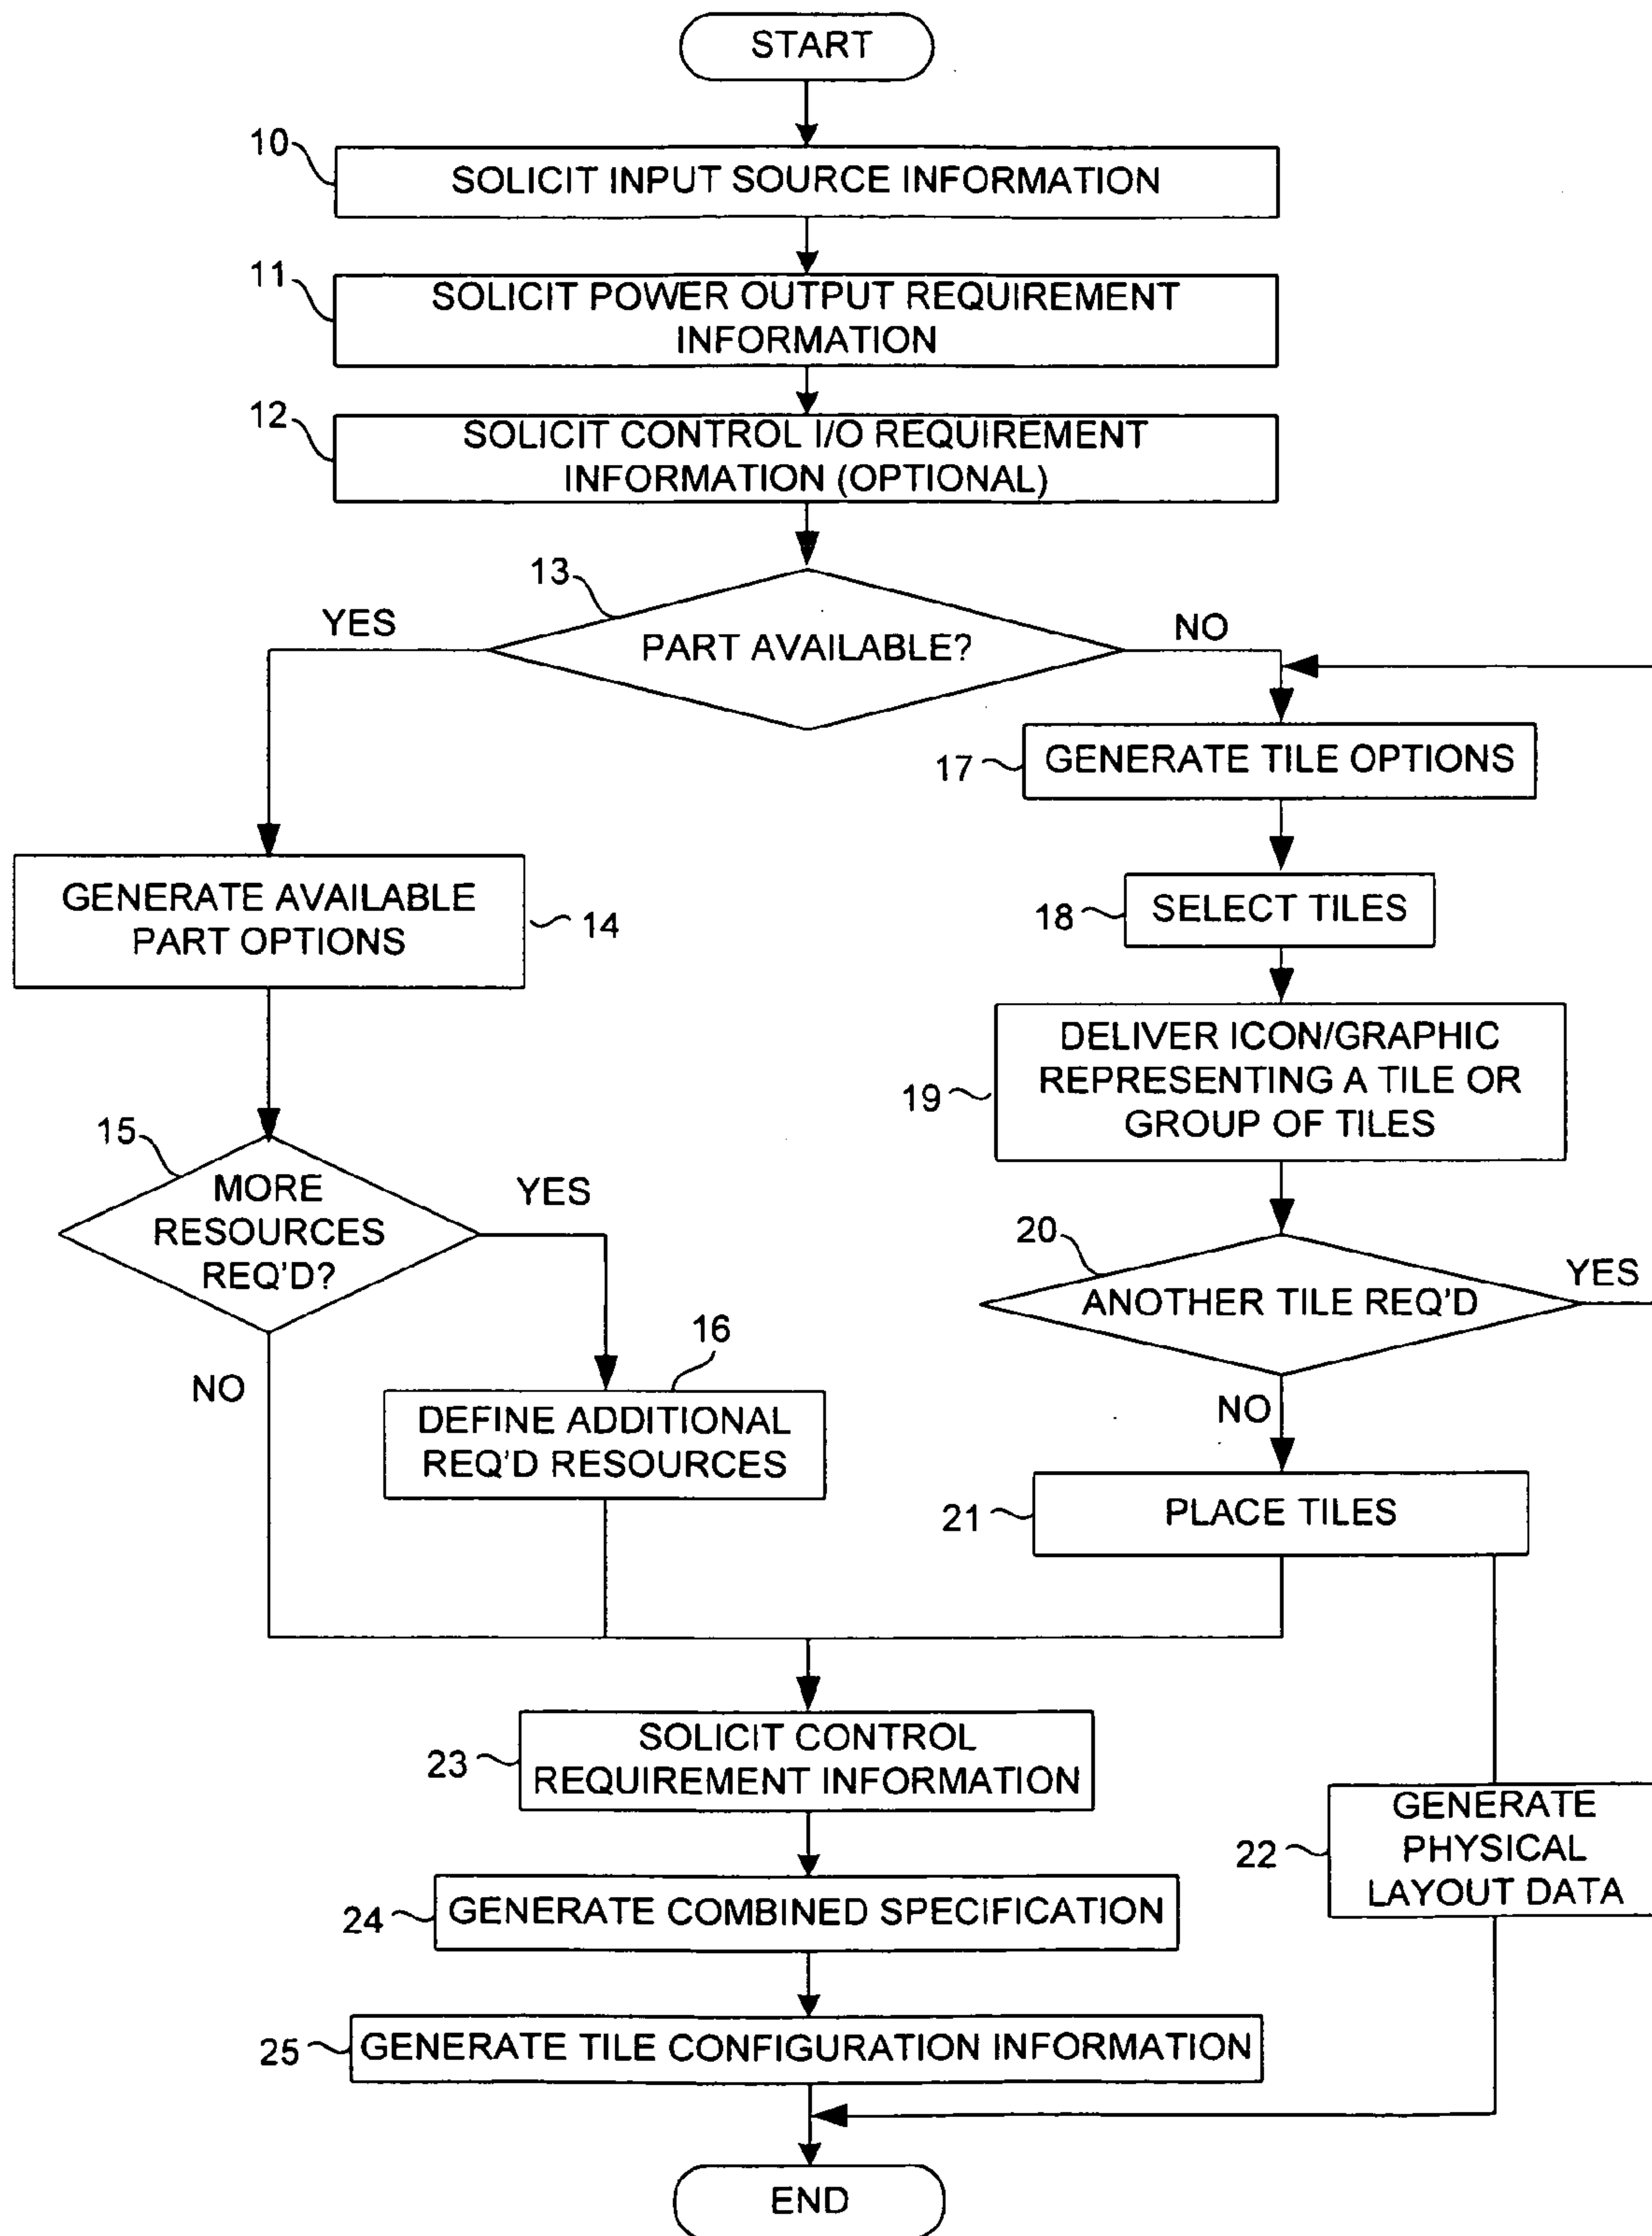 START
10
SOLICIT INPUT SOURCE INFORMATION
11
SOLICIT POWER OUTPUT REQUIREMENT
INFORMATION
12
SOLICIT CONTROL I/O REQUIREMENT
INFORMATION (OPTIONAL)
13
YES
PART AVAILABLE?
NO
17
GENERATE TILE OPTIONS
GENERATE AVAILABLE
PART OPTIONS
14
18
SELECT TILES
19
DELIVER ICON/GRAPHIC
REPRESENTING A TILE OR
GROUP OF TILES
15
MORE
RESOURCES
REQ'D?
YES
20
ANOTHER TILE REQ'D
YES
16
NO
DEFINE ADDITIONAL
REQ'D RESOURCES
NO
21
PLACE TILES
23
SOLICIT CONTROL
REQUIREMENT INFORMATION
22
GENERATE
PHYSICAL
LAYOUT DATA
24
GENERATE COMBINED SPECIFICATION
25
GENERATE TILE CONFIGURATION INFORMATION
END